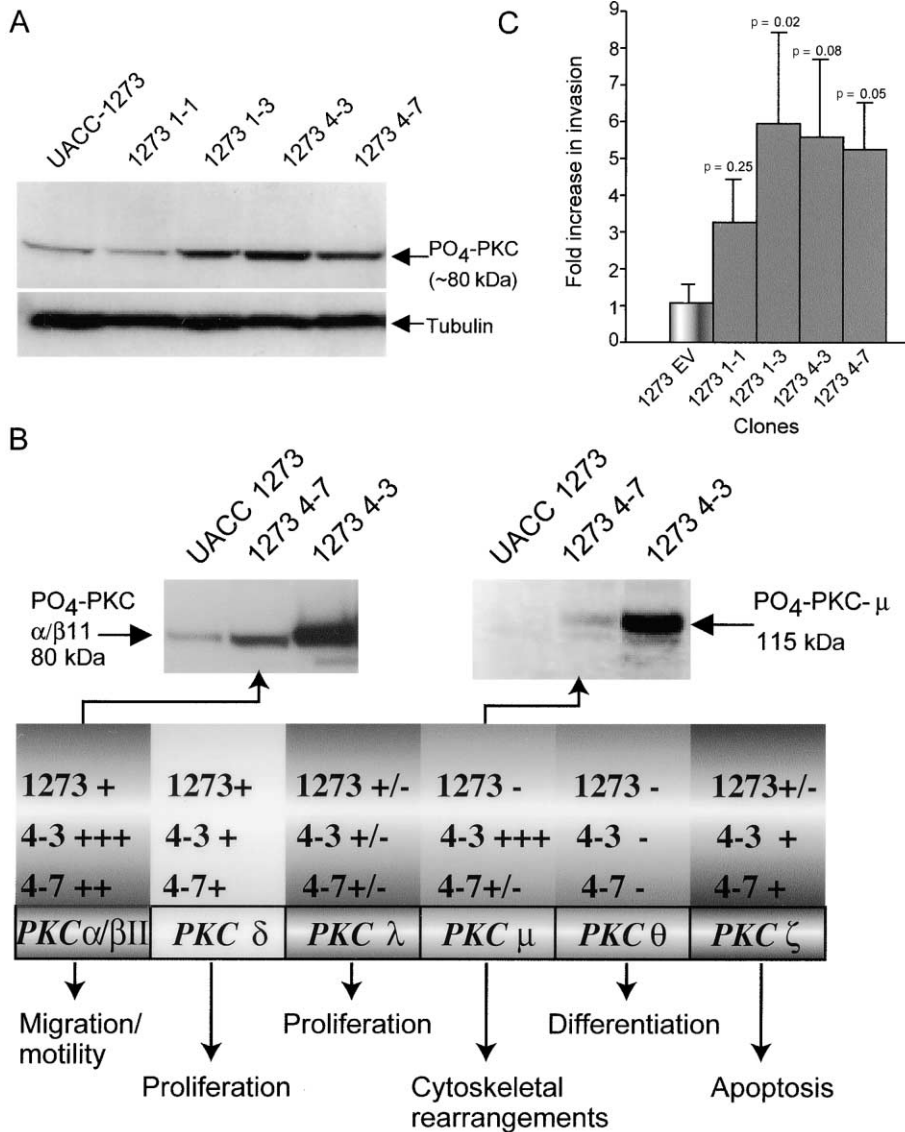 A
UACC-1273
1273 1-1
1273 1-3
1273 4-3
1273 4-7
PO4-PKC
(~80 kDa)
Tubulin
C
Fold increase in invasion
9
8
7
6
5
4
3
2
1
0
p = 0.25
p = 0.02
p = 0.08
p = 0.05
1273 EV
1273 1-1
1273 1-3
1273 4-3
1273 4-7
Clones
B
UACC 1273
1273 4-7
1273 4-3
PO4-PKC
α/β11
80 kDa
UACC 1273
1273 4-7
1273 4-3
PO4-PKC- μ
115 kDa
1273 + 1273+ 1273 +/- 1273 - 1273 - 1273+/-
4-3 +++ 4-3 + 4-3 +/- 4-3 +++ 4-3 - 4-3 +
4-7 ++ 4-7+ 4-7+/- 4-7+/- 4-7 - 4-7 +
PKCα/βII PKC δ PKC λ PKC μ PKC θ PKC ζ
Migration/
motility
Proliferation
Proliferation
Cytoskeletal
rearrangements
Differentiation
Apoptosis